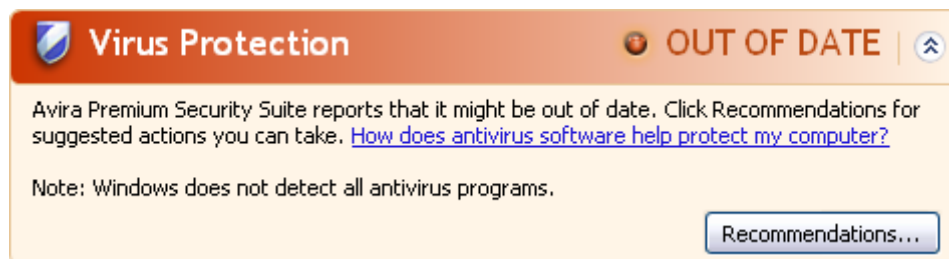 Virus Protection OUT OF DATE
Avira Premium Security Suite reports that it might be out of date. Click Recommendations for
suggested actions you can take. How does antivirus software help protect my computer?
Note: Windows does not detect all antivirus programs.
Recommendations...